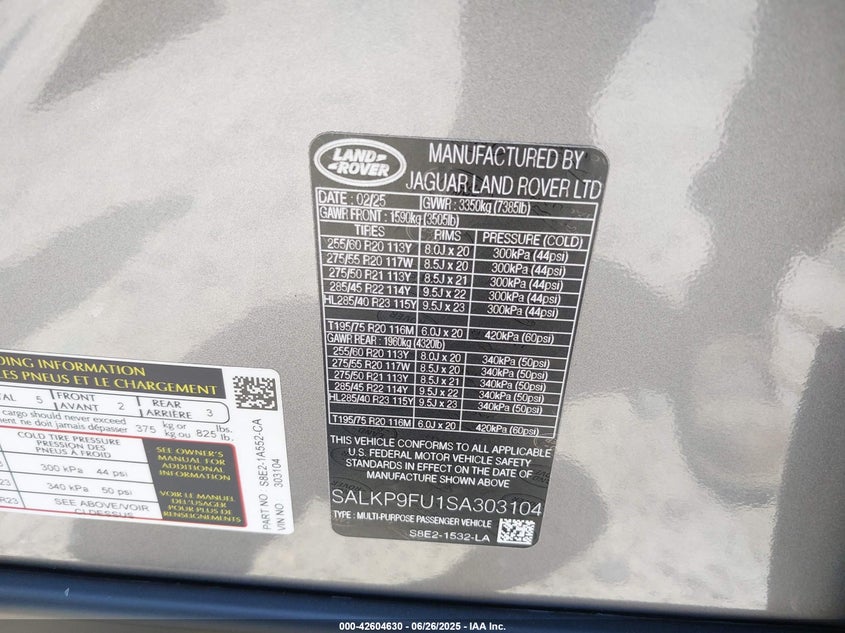 LAND ROVER
MANUFACTURED BY
JAGUAR LAND ROVER LTD
DATE : 02/25 GVWR : 3350kg (7385lb)
GAWR FRONT : 1590kg (3505lb)
TIRES RIMS PRESSURE (COLD)
255/60 R20 113Y 8.0J x 20 300kPa (44psi)
275/55 R20 117W 8.5J x 20 300kPa (44psi)
275/50 R21 113Y 8.5J x 21 300kPa (44psi)
285/45 R22 114Y 9.5J x 22 300kPa (44psi)
HL285/40 R23 115Y 9.5J x 23 300kPa (44psi)
T195/75 R20 116M 6.0J x 20 420kPa (60psi)
GAWR REAR : 1960kg (4320lb)
255/60 R20 113Y 8.0J x 20 340kPa (50psi)
275/55 R20 117W 8.5J x 20 340kPa (50psi)
275/50 R21 113Y 8.5J x 21 340kPa (50psi)
285/45 R22 114Y 9.5J x 22 340kPa (50psi)
HL285/40 R23 115Y 9.5J x 23 340kPa (50psi)
T195/75 R20 116M 6.0J x 20 420kPa (60psi)
THIS VEHICLE CONFORMS TO ALL APPLICABLE
U.S. FEDERAL MOTOR VEHICLE SAFETY
STANDARDS IN EFFECT ON THE DATE OF
MANUFACTURE SHOWN ABOVE
SALKP9FU1SA303104
TYPE : MULTI-PURPOSE PASSENGER VEHICLE
S8E2-1532-LA
DING INFORMATION
LES PNEUS ET LE CHARGEMENT
TAL 5 FRONT AVANT 2 REAR ARRIÈRE 3
cargo should never exceed 375 kg or 825 lbs.
ent ne doit jamais dépasser kg ou lb.
COLD TIRE PRESSURE
PRESSION DES
PNEUS À FROID
300 kPa 44 psi
340 kPa 50 psi
R23 SEE ABOVE/VOIR
CI-DESSUS
SEE OWNER'S
MANUAL FOR
ADDITIONAL
INFORMATION
VOIR LE MANUEL
DE L'USAGER
POUR PLUS DE
RENSEIGNEMENTS
PART NO S8E2-1A552-CA
VIN NO 303104
000-42604630 - 06/26/2025 - IAA Inc.